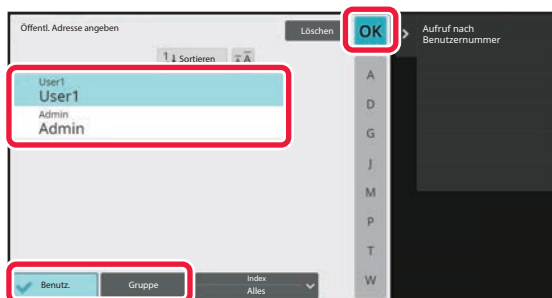 Öffentl. Adresse angeben
Löschen
OK
Aufruf nach
Benutzernummer
Sortieren
User1
User1
Admin
Admin
A
D
G
J
M
P
T
W
Benutz.
Gruppe
Index
Alles